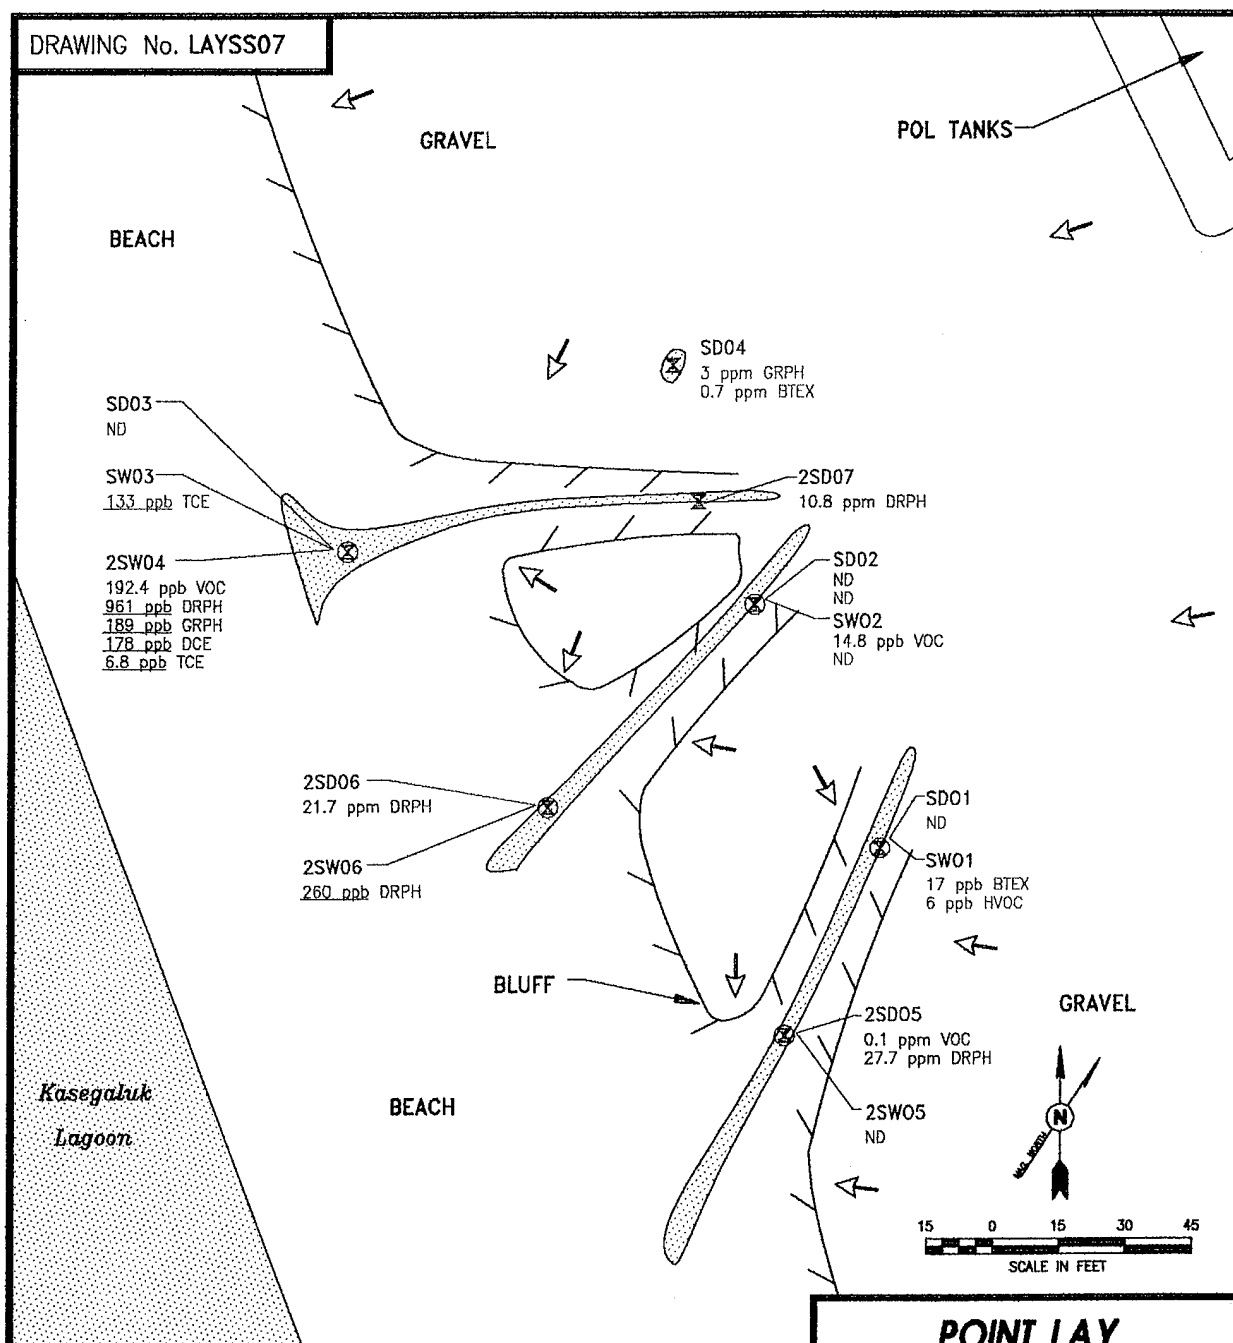 DRAWING No. LAYSS07
POL TANKS
GRAVEL
BEACH
SD04
3 ppm GRPH
0.7 ppm BTEX
SD03
ND
SW03
133 ppb TCE
2SW04
192.4 ppb VOC
961 ppb DRPH
189 ppb GRPH
178 ppb DCE
6.8 ppb TCE
2SD07
10.8 ppm DRPH
SD02
ND
ND
SW02
14.8 ppb VOC
ND
2SD06
21.7 ppm DRPH
2SW06
260 ppb DRPH
SD01
ND
SW01
17 ppb BTEX
6 ppb HVOC
BLUFF
2SD05
0.1 ppm VOC
27.7 ppm DRPH
2SW05
ND
GRAVEL
Kasegaluk
Lagoon
BEACH
N
MAG. NORTH
15 0 15 30 45
SCALE IN FEET
POINT LAY